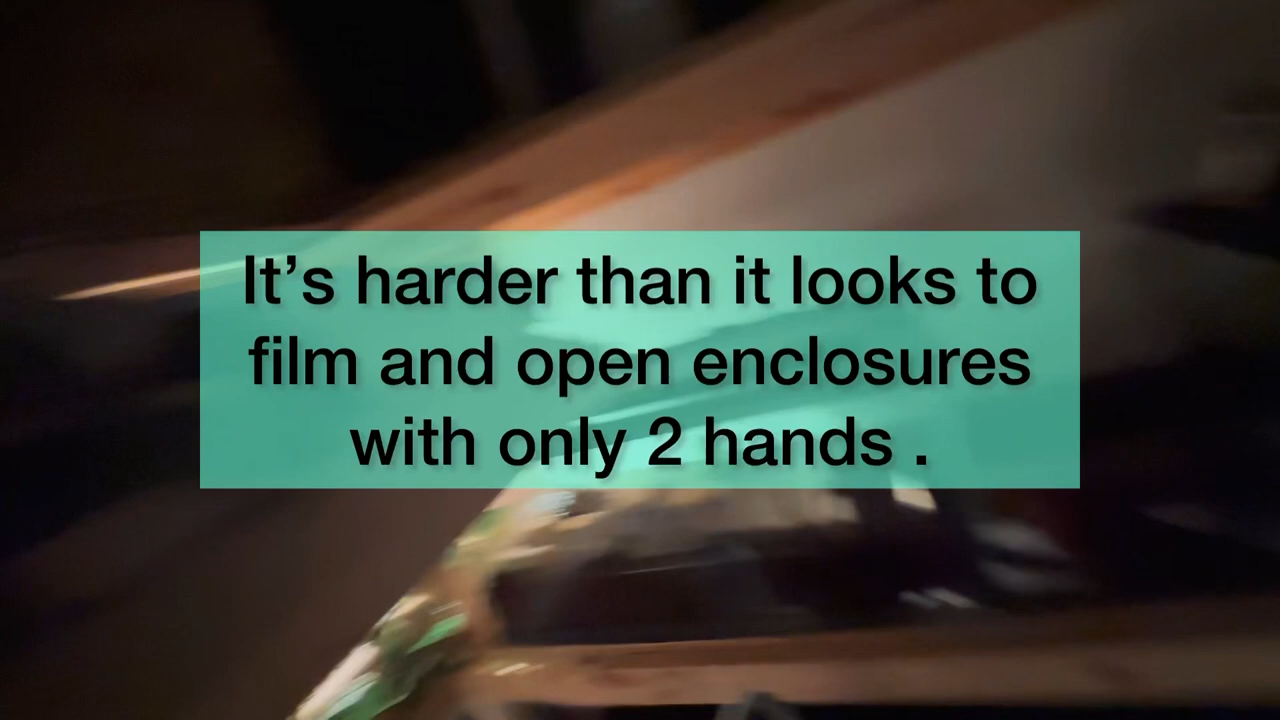 It’s harder than it looks to
film and open enclosures
with only 2 hands .